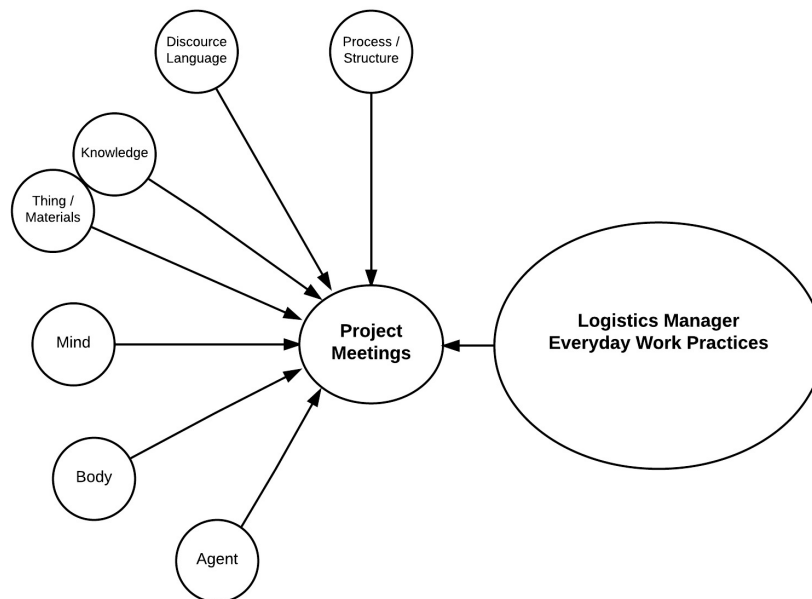 Discource
Language
Process /
Structure
Knowledge
Thing /
Materials
Mind
Project
Meetings
Logistics Manager
Everyday Work Practices
Body
Agent